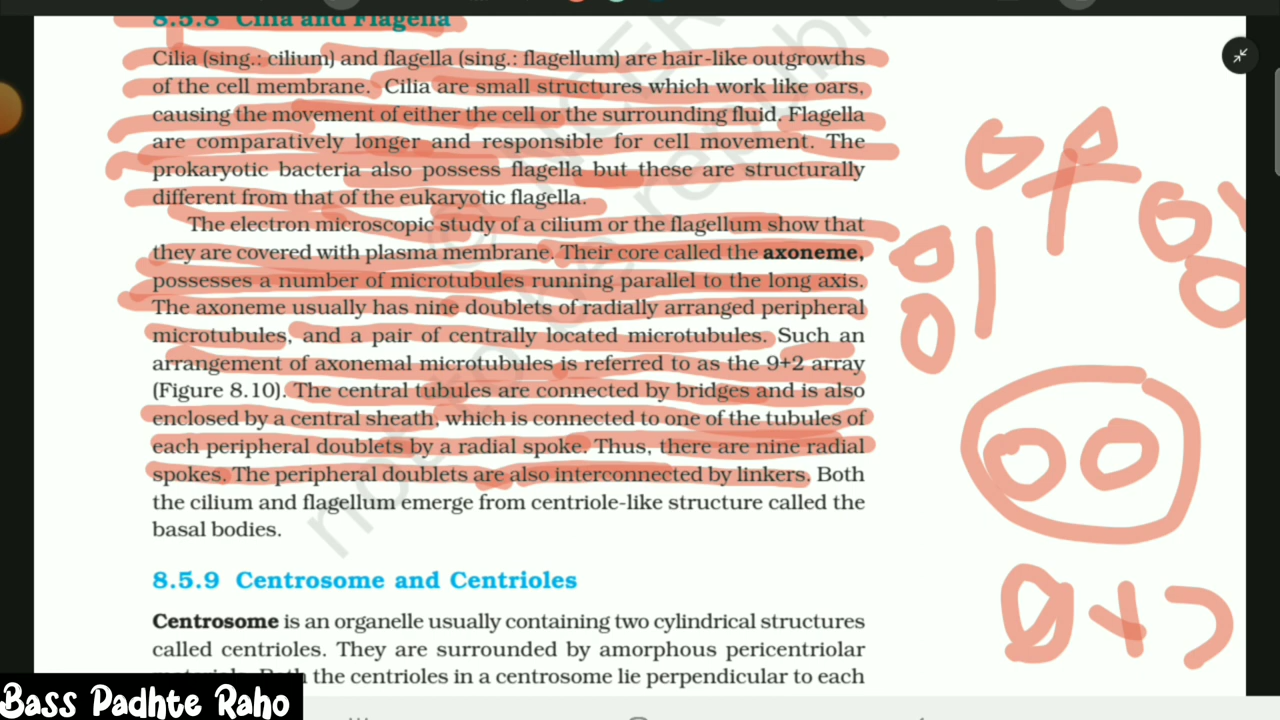 8.5.8 Cilia and Flagella
Cilia (sing.: cilium) and flagella (sing.: flagellum) are hair-like outgrowths
of the cell membrane. Cilia are small structures which work like oars,
causing the movement of either the cell or the surrounding fluid. Flagella
are comparatively longer and responsible for cell movement. The
prokaryotic bacteria also possess flagella but these are structurally
different from that of the eukaryotic flagella.
The electron microscopic study of a cilium or the flagellum show that
they are covered with plasma membrane. Their core called the axoneme,
possesses a number of microtubules running parallel to the long axis.
The axoneme usually has nine doublets of radially arranged peripheral
microtubules, and a pair of centrally located microtubules. Such an
arrangement of axonemal microtubules is referred to as the 9+2 array
(Figure 8.10). The central tubules are connected by bridges and is also
enclosed by a central sheath, which is connected to one of the tubules of
each peripheral doublets by a radial spoke. Thus, there are nine radial
spokes. The peripheral doublets are also interconnected by linkers. Both
the cilium and flagellum emerge from centriole-like structure called the
basal bodies.
8.5.9 Centrosome and Centrioles
Centrosome is an organelle usually containing two cylindrical structures
called centrioles. They are surrounded by amorphous pericentriolar
the centrioles in a centrosome lie perpendicular to each
Bass Padhte Raho